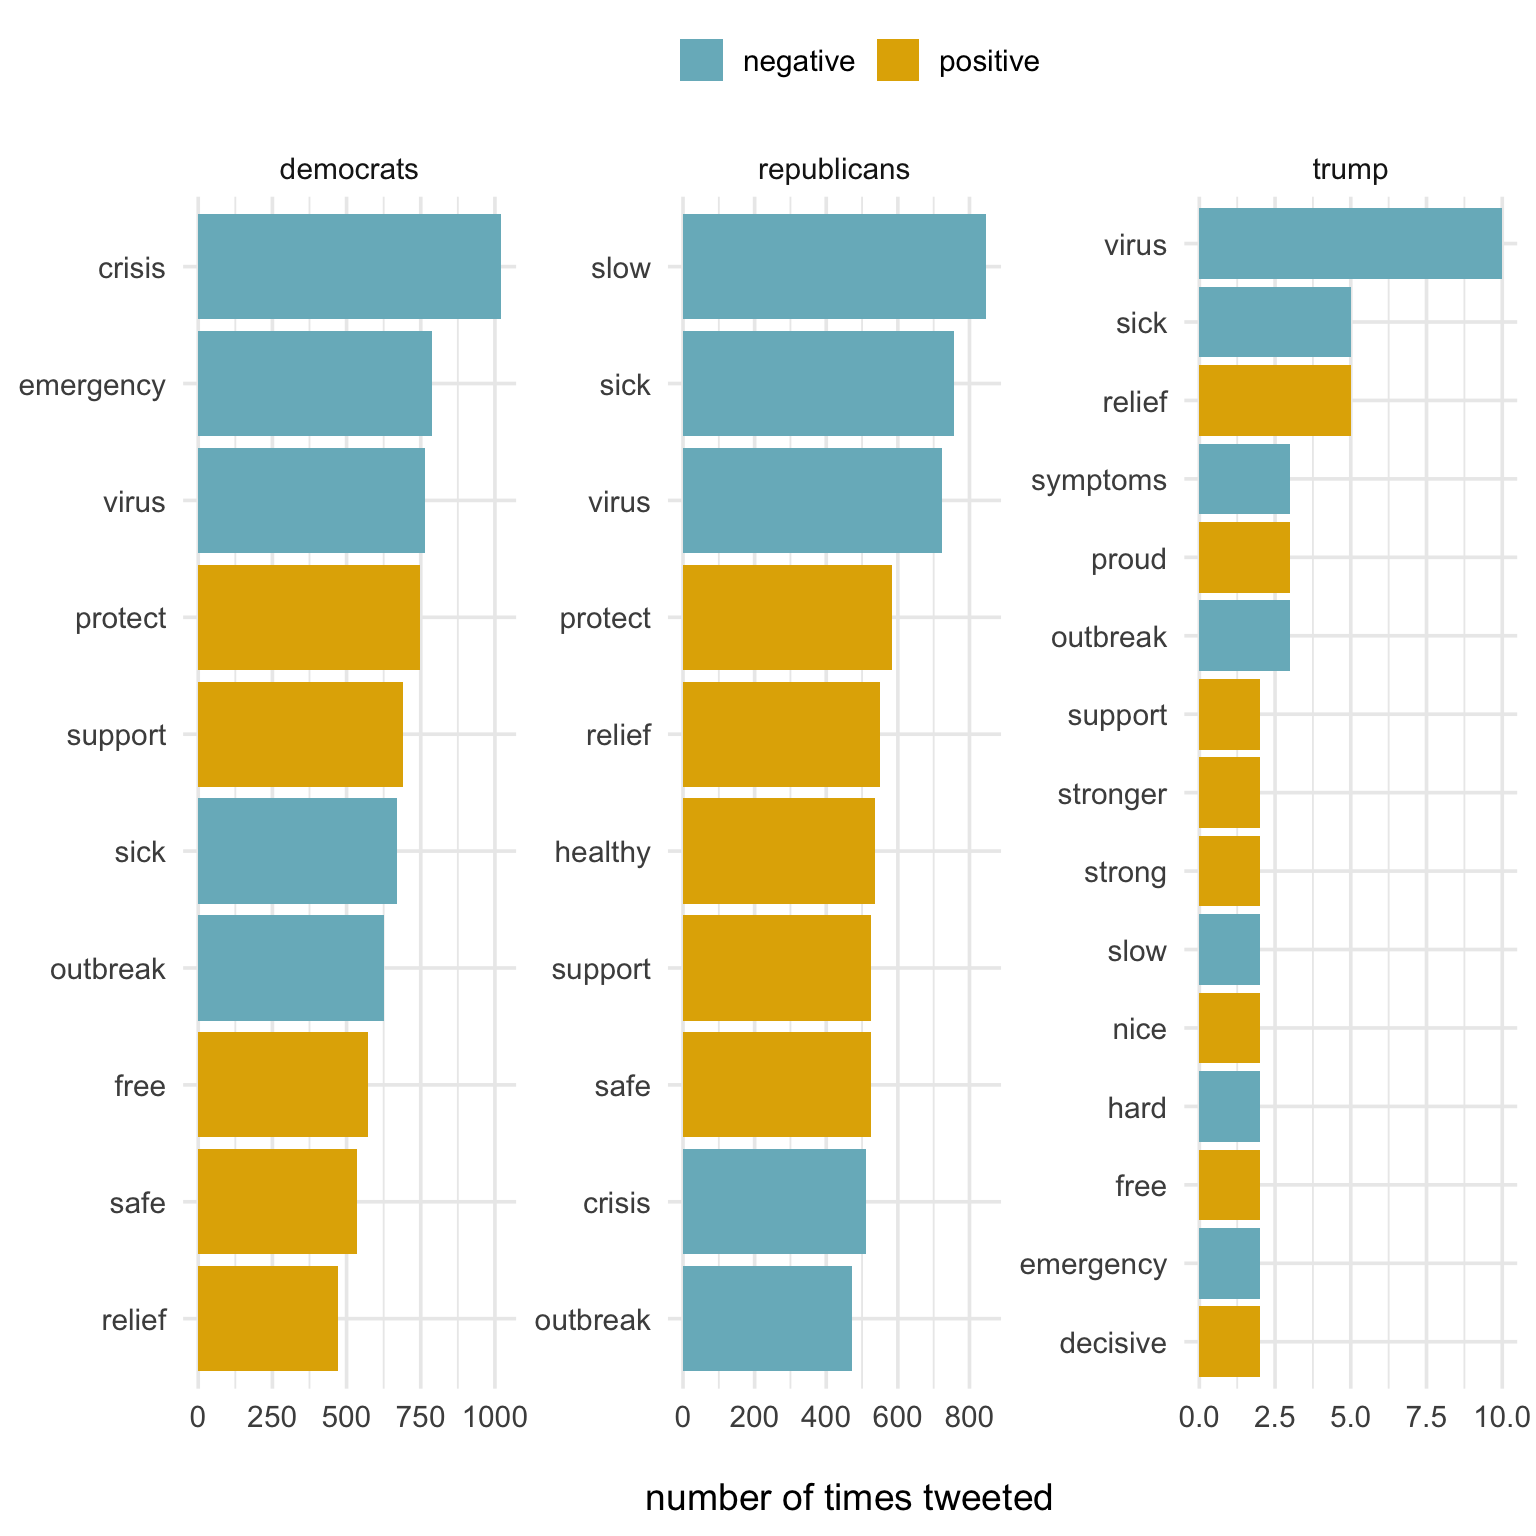 negative positive
democrats
crisis
emergency
virus
protect
support
sick
outbreak
free
safe
relief
0 250 500 750 1000
republicans
slow
sick
virus
protect
relief
healthy
support
safe
crisis
outbreak
0 200 400 600 800
trump
virus
sick
relief
symptoms
proud
outbreak
support
stronger
strong
slow
nice
hard
free
emergency
decisive
0.0 2.5 5.0 7.5 10.0
number of times tweeted